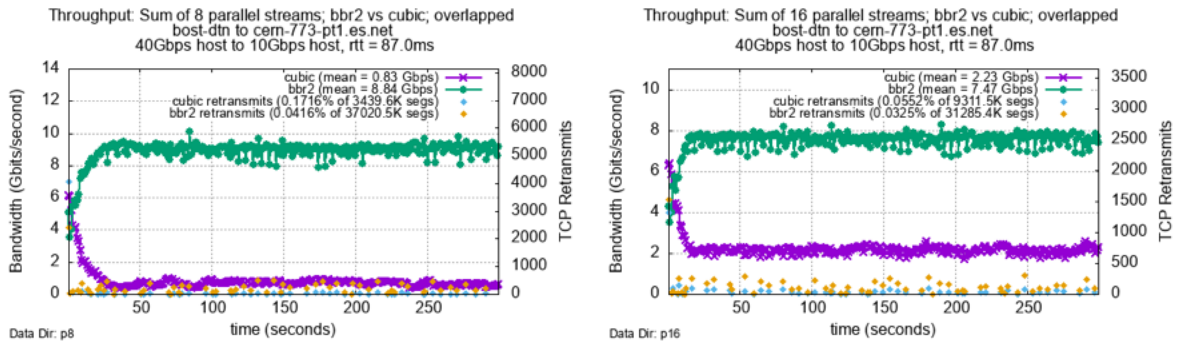 Throughput: Sum of 8 parallel streams; bbr2 vs cubic; overlapped
bost-dtn to cern-773-pt1.es.net
40Gbps host to 10Gbps host, rtt = 87.0ms
cubic (mean = 0.83 Gbps)
bbr2 (mean = 8.84 Gbps)
cubic retransmits (0.1716% of 3439.6K segs)
bbr2 retransmits (0.0416% of 37020.5K segs)
Bandwidth (Gbits/second)
14
12
10
8
6
4
2
0
TCP Retransmits
8000
7000
6000
5000
4000
3000
2000
1000
0
50
100
150
200
250
time (seconds)
Data Dir: p8
Throughput: Sum of 16 parallel streams; bbr2 vs cubic; overlapped
bost-dtn to cern-773-pt1.es.net
40Gbps host to 10Gbps host, rtt = 87.0ms
cubic (mean = 2.23 Gbps)
bbr2 (mean = 7.47 Gbps)
cubic retransmits (0.0552% of 9311.5K segs)
bbr2 retransmits (0.0325% of 31285.4K segs)
Bandwidth (Gbits/second)
10
8
6
4
2
0
TCP Retransmits
3500
3000
2500
2000
1500
1000
500
0
50
100
150
200
250
time (seconds)
Data Dir: p16